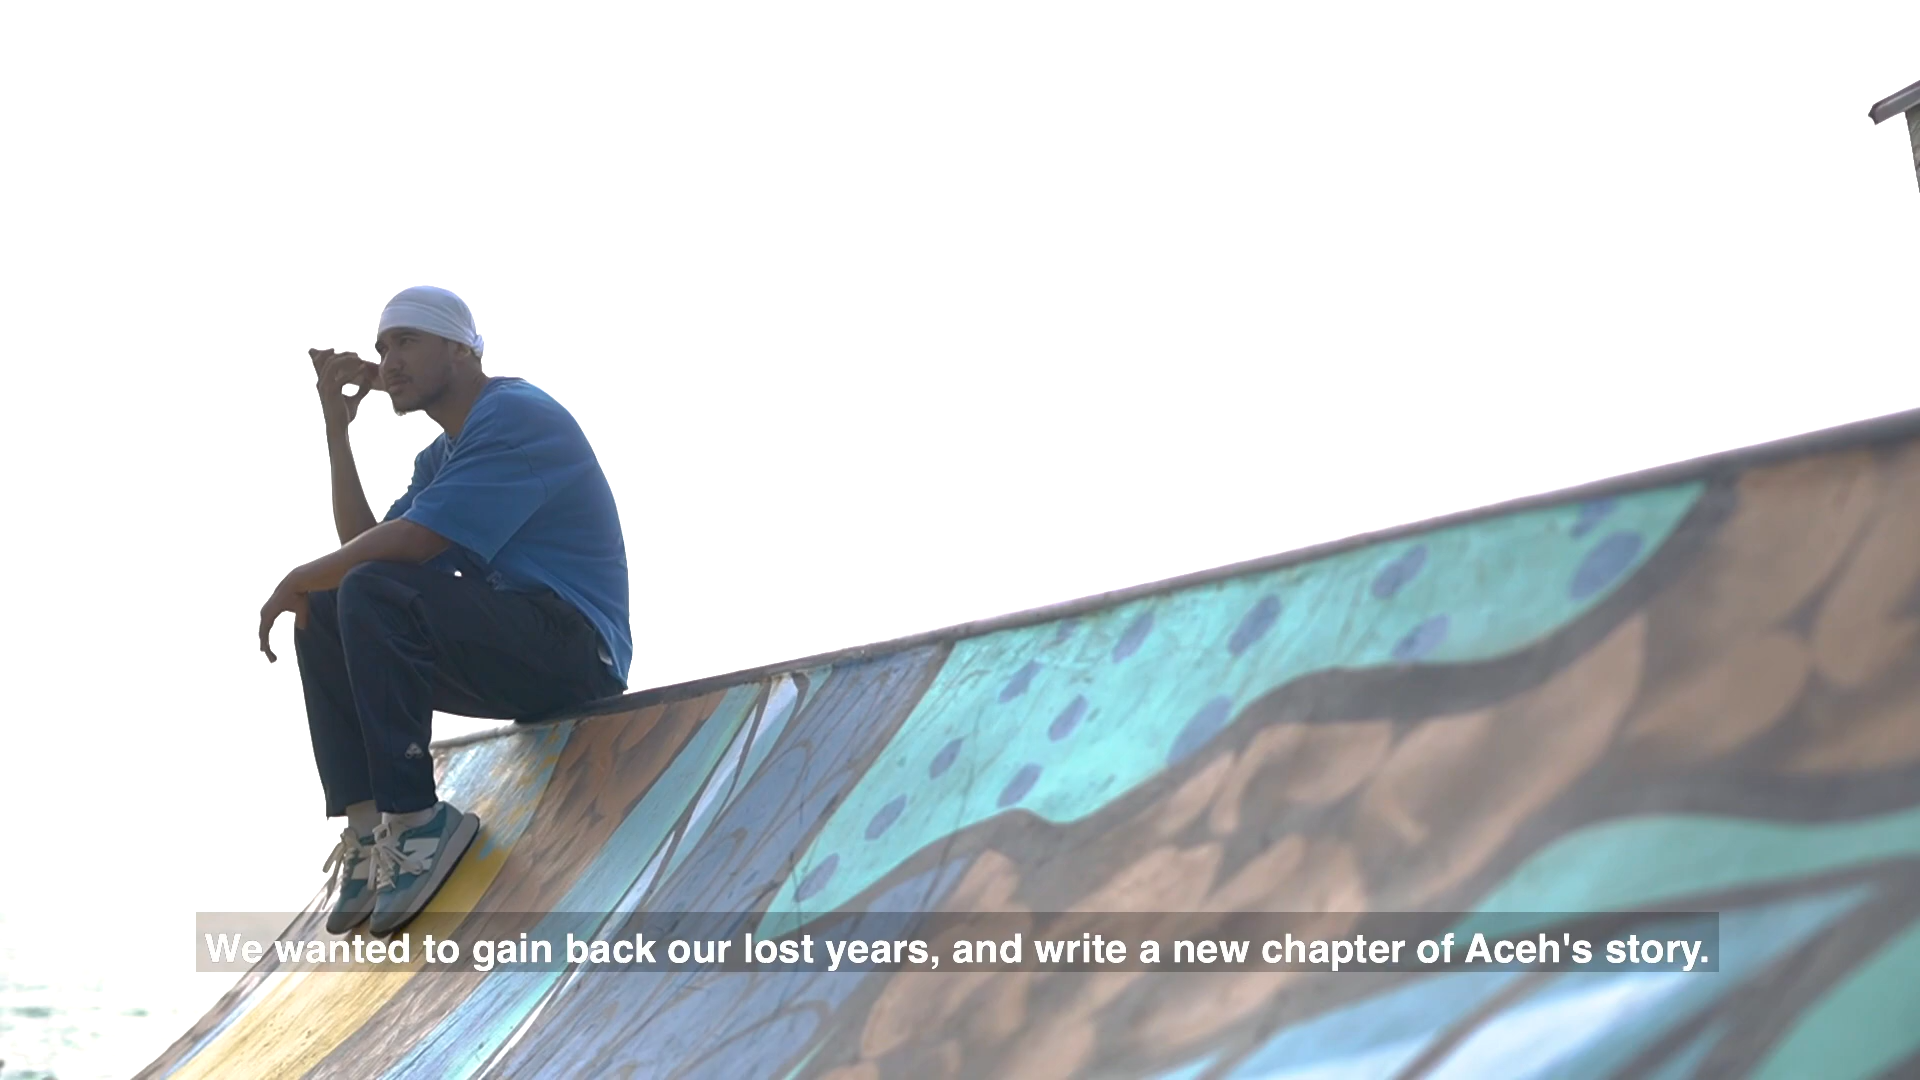 We wanted to gain back our lost years, and write a new chapter of Aceh's story.